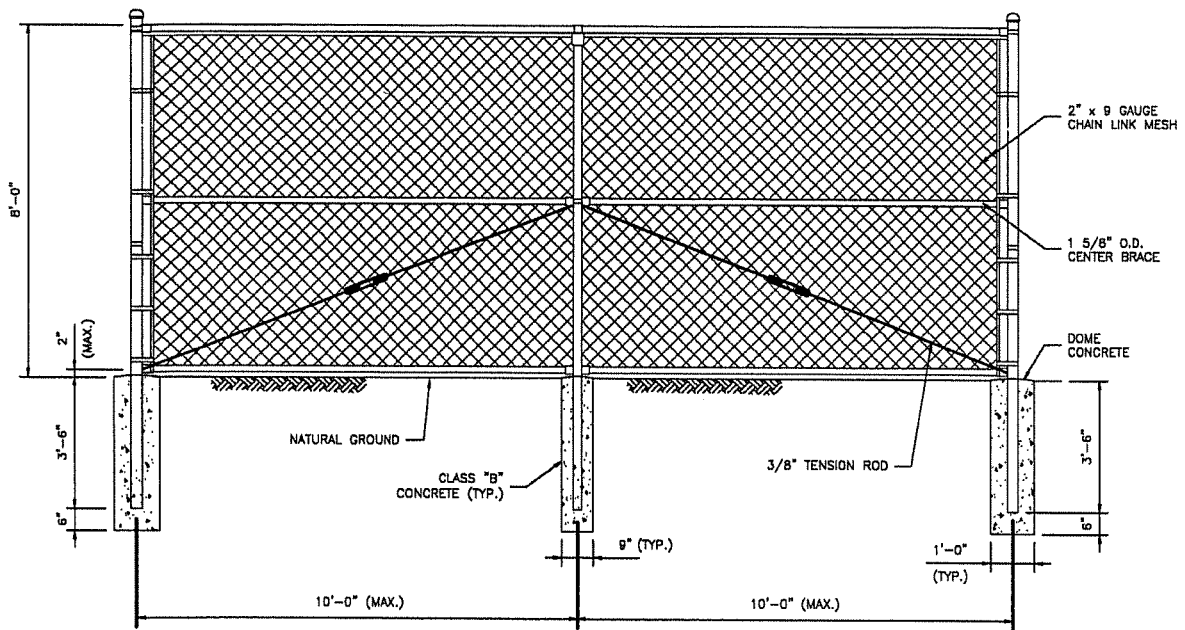 8'-0"
2" x 9 GAUGE
CHAIN LINK MESH
1 5/8" O.D.
CENTER BRACE
2"
(MAX.)
DOME
CONCRETE
3'-6"
6"
NATURAL GROUND
CLASS "B"
CONCRETE (TYP.)
3/8" TENSION ROD
3'-6"
6"
9" (TYP.)
1'-0"
(TYP.)
10'-0" (MAX.)
10'-0" (MAX.)